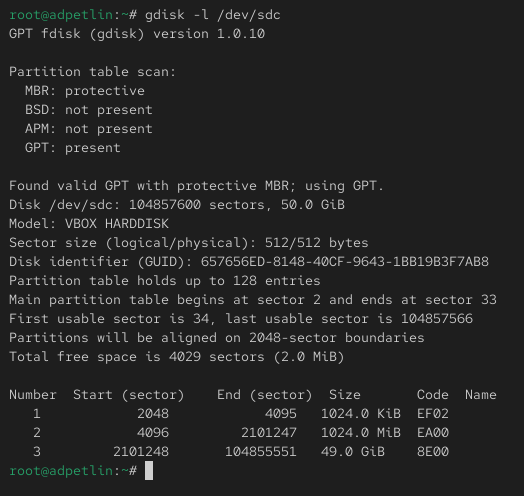 root@adpetlin:~# gdisk -l /dev/sdc
GPT fdisk (gdisk) version 1.0.10

Partition table scan:
  MBR: protective
  BSD: not present
  APM: not present
  GPT: present

Found valid GPT with protective MBR; using GPT.
Disk /dev/sdc: 104857600 sectors, 50.0 GiB
Model: VBOX HARDDISK
Sector size (logical/physical): 512/512 bytes
Disk identifier (GUID): 657656ED-8148-40CF-9643-1BB19B3F7AB8
Partition table holds up to 128 entries
Main partition table begins at sector 2 and ends at sector 33
First usable sector is 34, last usable sector is 104857566
Partitions will be aligned on 2048-sector boundaries
Total free space is 4029 sectors (2.0 MiB)

Number  Start (sector)    End (sector)  Size       Code  Name
   1            2048            4095   1024.0 KiB  EF02
   2            4096         2101247   1024.0 MiB  EA00
   3         2101248       104855551   49.0 GiB    8E00
root@adpetlin:~#